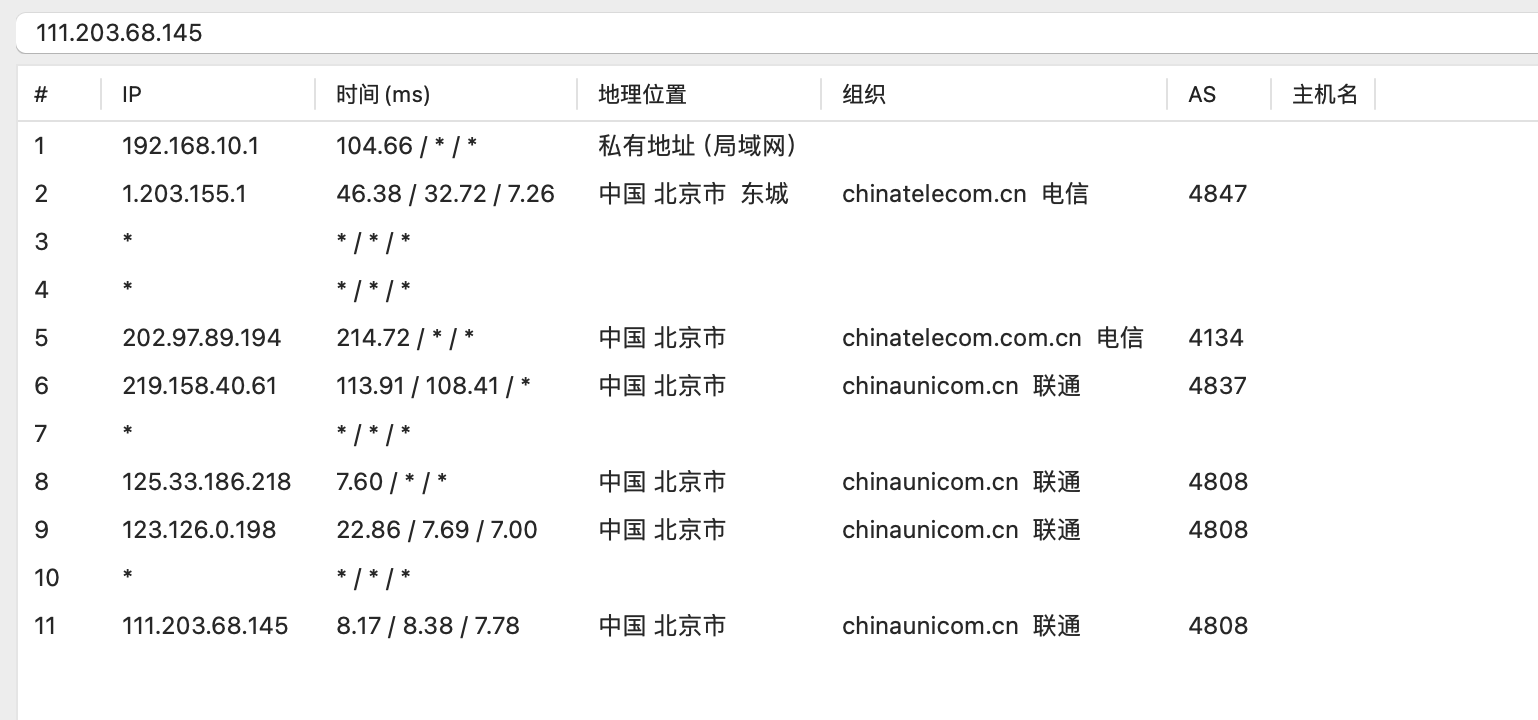 111.203.68.145
# IP 时间 (ms) 地理位置 组织 AS 主机名
1 192.168.10.1 104.66 / * / * 私有地址 (局域网)
2 1.203.155.1 46.38 / 32.72 / 7.26 中国 北京市 东城 chinatelecom.cn 电信 4847
3 * * / * / *
4 * * / * / *
5 202.97.89.194 214.72 / * / * 中国 北京市 chinatelecom.com.cn 电信 4134
6 219.158.40.61 113.91 / 108.41 / * 中国 北京市 chinaunicom.cn 联通 4837
7 * * / * / *
8 125.33.186.218 7.60 / * / * 中国 北京市 chinaunicom.cn 联通 4808
9 123.126.0.198 22.86 / 7.69 / 7.00 中国 北京市 chinaunicom.cn 联通 4808
10 * * / * / *
11 111.203.68.145 8.17 / 8.38 / 7.78 中国 北京市 chinaunicom.cn 联通 4808